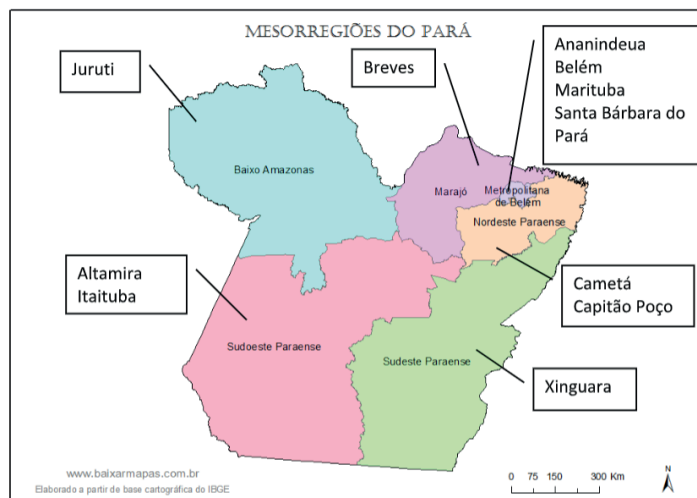 MESORREGIÕES DO PARÁ
Juruti
Breves
Ananindeua
Belém
Marituba
Santa Bárbara do
Pará
Baixo Amazonas
Marajó
Metropolitana
de Belém
Nordeste Paraense
Altamira
Itaituba
Cametá
Capitão Poço
Sudoeste Paraense
Sudeste Paraense
Xinguara
www.baixarmapas.com.br
Elaborado a partir de base cartográfica do IBGE
0 75 150 300 Km
N